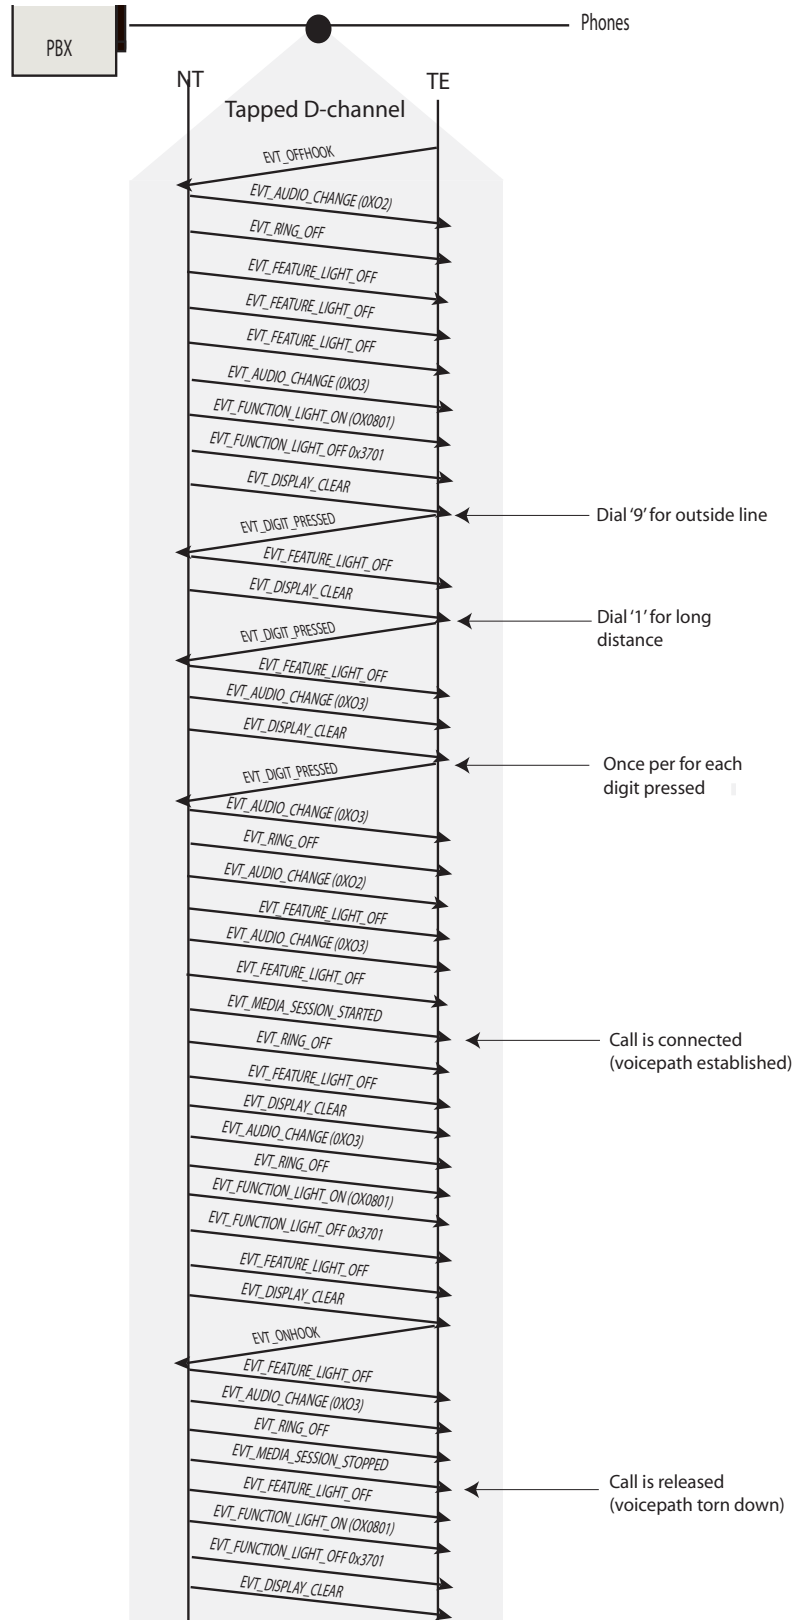 Phones
PBX
NT
TE
Tapped D-channel
EVT_OFFHOOK
EVT_AUDIO_CHANGE (0XO2)
EVT_RING_OFF
EVT_FEATURE_LIGHT_OFF
EVT_FEATURE_LIGHT_OFF
EVT_FEATURE_LIGHT_OFF
EVT_AUDIO_CHANGE (0XO3)
EVT_FUNCTION_LIGHT_ON (OX0801)
EVT_FUNCTION_LIGHT_OFF 0x3701
EVT_DISPLAY_CLEAR
Dial ‘9’ for outside line
EVT_DIGIT_PRESSED
EVT_FEATURE_LIGHT_OFF
EVT_DISPLAY_CLEAR
Dial ‘1’ for long
distance
EVT_DIGIT_PRESSED
EVT_FEATURE_LIGHT_OFF
EVT_AUDIO_CHANGE (0XO3)
EVT_DISPLAY_CLEAR
Once per for each
digit pressed
EVT_DIGIT_PRESSED
EVT_AUDIO_CHANGE (0XO3)
EVT_RING_OFF
EVT_AUDIO_CHANGE (0XO2)
EVT_FEATURE_LIGHT_OFF
EVT_AUDIO_CHANGE (0XO3)
EVT_FEATURE_LIGHT_OFF
EVT_MEDIA_SESSION_STARTED
Call is connected
(voicepath established)
EVT_RING_OFF
EVT_FEATURE_LIGHT_OFF
EVT_DISPLAY_CLEAR
EVT_AUDIO_CHANGE (0XO3)
EVT_RING_OFF
EVT_FUNCTION_LIGHT_ON (OX0801)
EVT_FUNCTION_LIGHT_OFF 0x3701
EVT_FEATURE_LIGHT_OFF
EVT_DISPLAY_CLEAR
EVT_ONHOOK
EVT_FEATURE_LIGHT_OFF
EVT_AUDIO_CHANGE (0XO3)
EVT_RING_OFF
EVT_MEDIA_SESSION_STOPPED
Call is released
(voicepath torn down)
EVT_FEATURE_LIGHT_OFF
EVT_FUNCTION_LIGHT_ON (OX0801)
EVT_FUNCTION_LIGHT_OFF 0x3701
EVT_DISPLAY_CLEAR